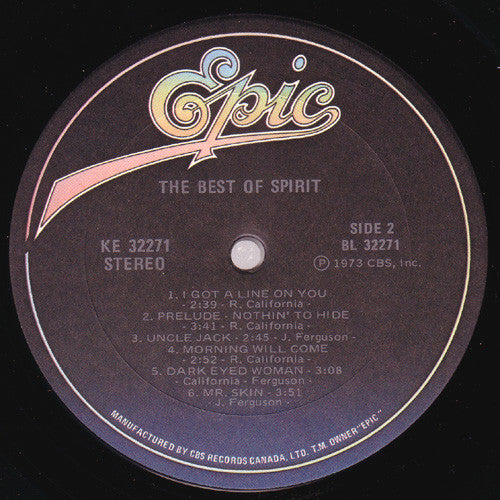 Epic
THE BEST OF SPIRIT
KE 32271
STEREO
SIDE 2
BL 32271
Ⓟ 1973 CBS, Inc.
1. I GOT A LINE ON YOU
2:39 - R. California -
2. PRELUDE - NOTHIN' TO HIDE
- 3:41 - R. California -
3. UNCLE JACK - 2:45 - J. Ferguson -
4. MORNING WILL COME
- 2:52 - R. California -
5. DARK EYED WOMAN - 3:08
- California - Ferguson -
6. MR. SKIN - 3:51
- J. Ferguson -
MANUFACTURED BY CBS RECORDS CANADA, LTD. T.M. OWNER "EPIC"